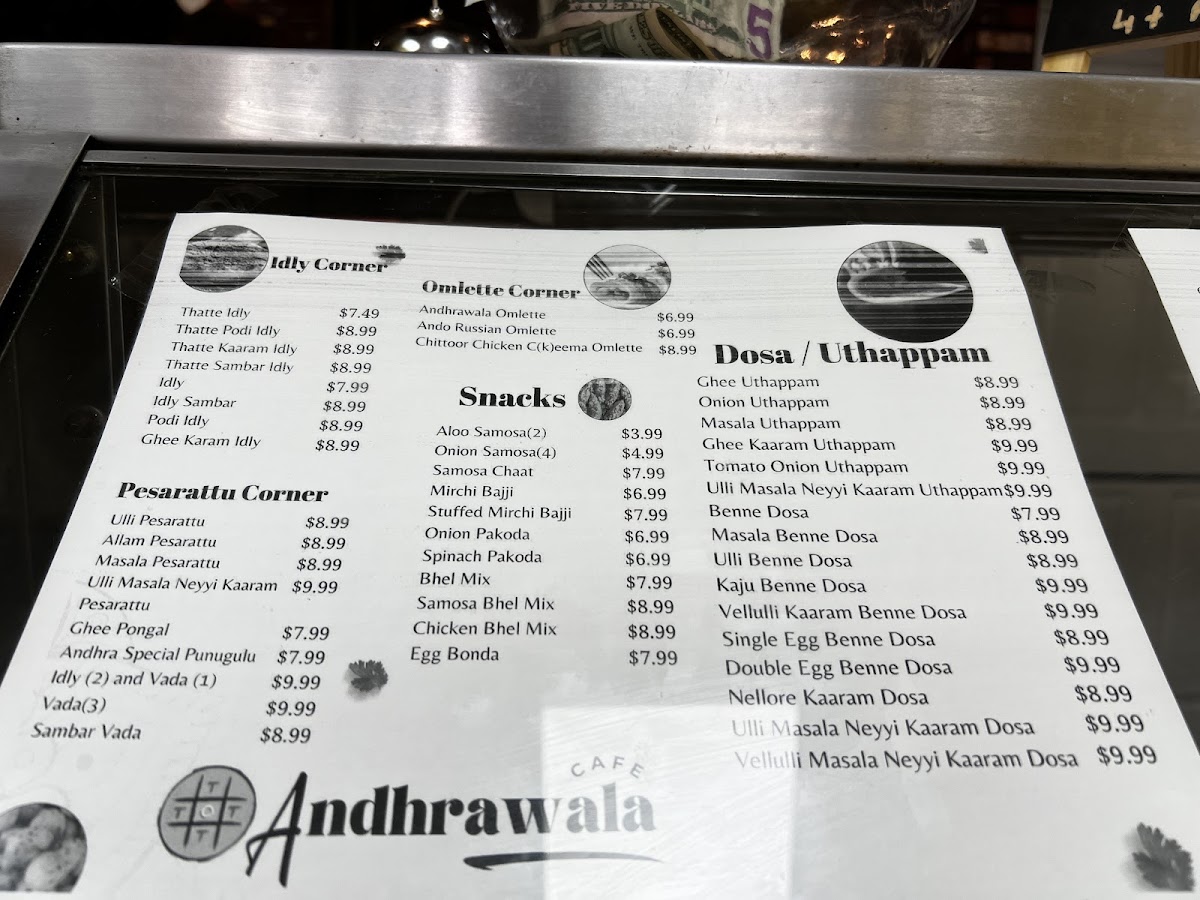 5
4+
Idly Corner
Thatte Idly $7.49
Thatte Podi Idly $8.99
Thatte Kaaram Idly $8.99
Thatte Sambar Idly $8.99
Idly $7.99
Idly Sambar $8.99
Podi Idly $8.99
Ghee Karam Idly $8.99
Pesarattu Corner
Ulli Pesarattu $8.99
Allam Pesarattu $8.99
Masala Pesarattu $8.99
Ulli Masala Neyyi Kaaram $9.99
Pesarattu
Ghee Pongal $7.99
Andhra Special Punugulu $7.99
Idly (2) and Vada (1) $9.99
Vada(3) $9.99
Sambar Vada $8.99
Omlette Corner
Andhrawala Omlette $6.99
Ando Russian Omlette $6.99
Chittoor Chicken C(k)eema Omlette $8.99
Snacks
Aloo Samosa(2) $3.99
Onion Samosa(4) $4.99
Samosa Chaat $7.99
Mirchi Bajji $6.99
Stuffed Mirchi Bajji $7.99
Onion Pakoda $6.99
Spinach Pakoda $6.99
Bhel Mix $7.99
Samosa Bhel Mix $8.99
Chicken Bhel Mix $8.99
Egg Bonda $7.99
Dosa / Uthappam
Ghee Uthappam $8.99
Onion Uthappam $8.99
Masala Uthappam $8.99
Ghee Kaaram Uthappam $9.99
Tomato Onion Uthappam $9.99
Ulli Masala Neyyi Kaaram Uthappam $9.99
Benne Dosa $7.99
Masala Benne Dosa $8.99
Ulli Benne Dosa $8.99
Kaju Benne Dosa $9.99
Vellulli Kaaram Benne Dosa $9.99
Single Egg Benne Dosa $8.99
Double Egg Benne Dosa $9.99
Nellore Kaaram Dosa $8.99
Ulli Masala Neyyi Kaaram Dosa $9.99
Vellulli Masala Neyyi Kaaram Dosa $9.99
T T T T
CAFE
Andhrawala